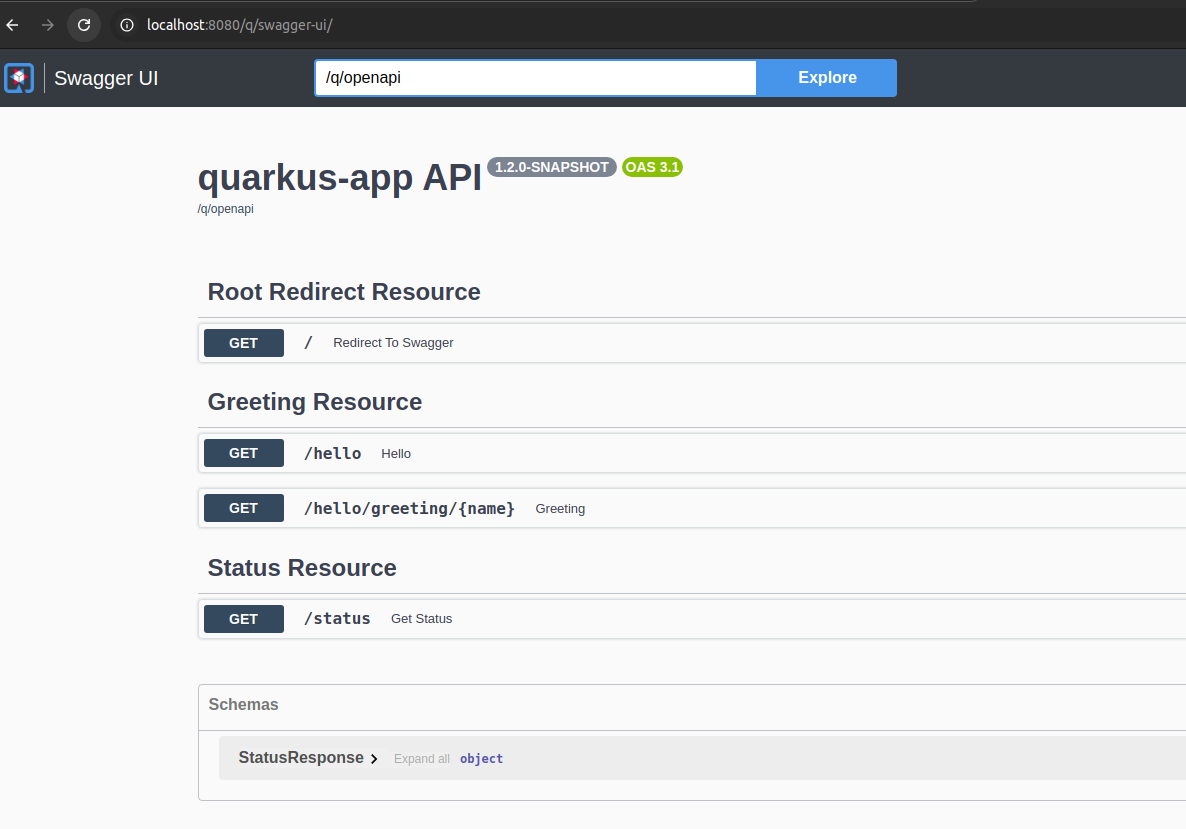 localhost:8080/q/swagger-ui/
Swagger UI
/q/openapi
Explore
quarkus-app API 1.2.0-SNAPSHOT OAS 3.1
/q/openapi
Root Redirect Resource
GET / Redirect To Swagger
Greeting Resource
GET /hello Hello
GET /hello/greeting/{name} Greeting
Status Resource
GET /status Get Status
Schemas
StatusResponse Expand all object